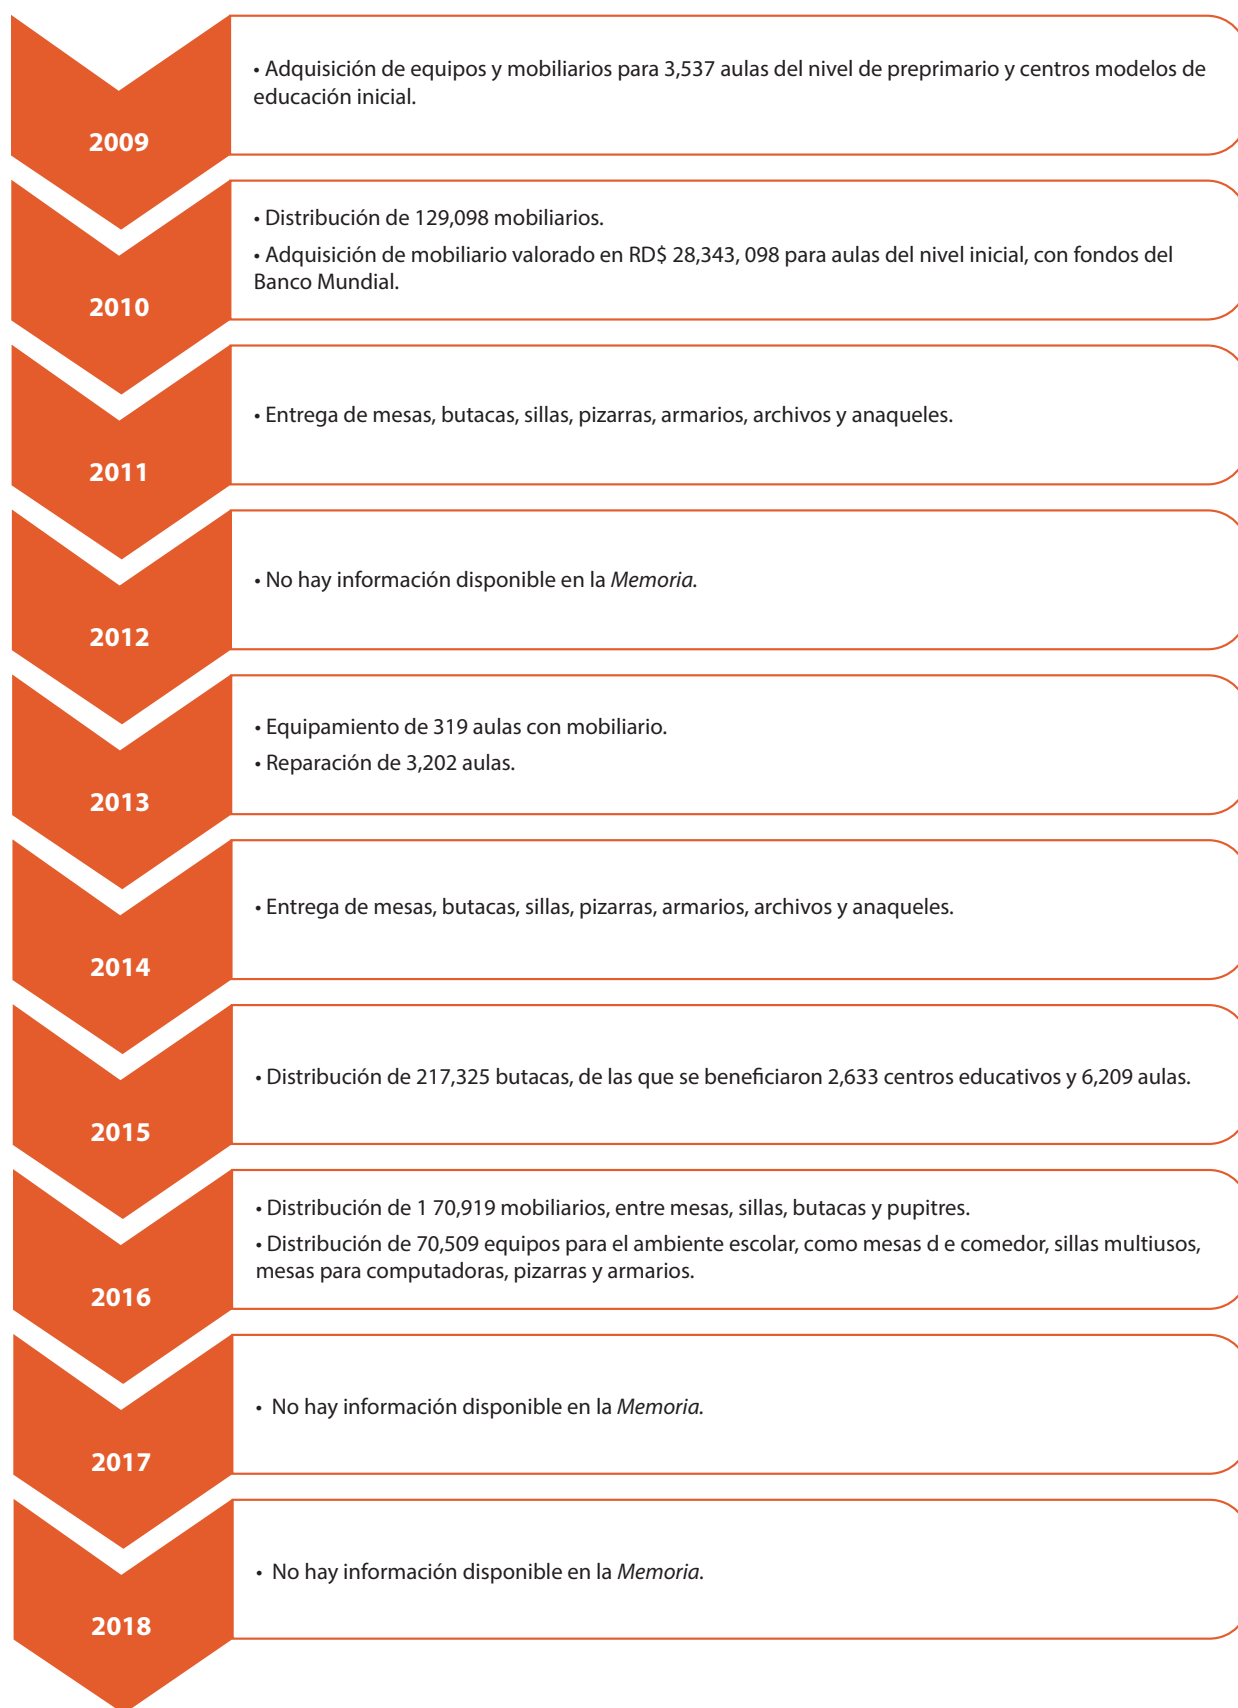 • Adquisición de equipos y mobiliarios para 3,537 aulas del nivel de preprimario y centros modelos de
educación inicial.
2009
• Distribución de 129,098 mobiliarios.
• Adquisición de mobiliario valorado en RD$ 28,343, 098 para aulas del nivel inicial, con fondos del
Banco Mundial.
2010
• Entrega de mesas, butacas, sillas, pizarras, armarios, archivos y anaqueles.
2011
• No hay información disponible en la Memoria.
2012
• Equipamiento de 319 aulas con mobiliario.
• Reparación de 3,202 aulas.
2013
• Entrega de mesas, butacas, sillas, pizarras, armarios, archivos y anaqueles.
2014
• Distribución de 217,325 butacas, de las que se beneficiaron 2,633 centros educativos y 6,209 aulas.
2015
• Distribución de 1 70,919 mobiliarios, entre mesas, sillas, butacas y pupitres.
• Distribución de 70,509 equipos para el ambiente escolar, como mesas d e comedor, sillas multiusos,
mesas para computadoras, pizarras y armarios.
2016
• No hay información disponible en la Memoria.
2017
• No hay información disponible en la Memoria.
2018